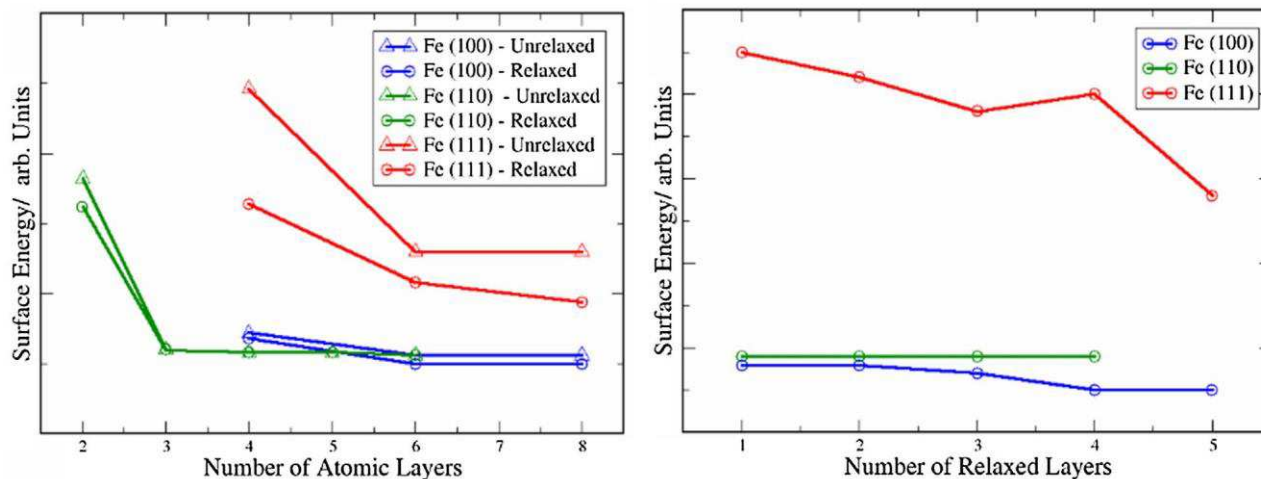 Surface Energy/ arb. Units
Fe (100) - Unrelaxed
Fe (100) - Relaxed
Fe (110) - Unrelaxed
Fe (110) - Relaxed
Fe (111) - Unrelaxed
Fe (111) - Relaxed
2 3 4 5 6 7 8
Number of Atomic Layers
Surface Energy/ arb. Units
Fe (100)
Fe (110)
Fe (111)
1 2 3 4 5
Number of Relaxed Layers